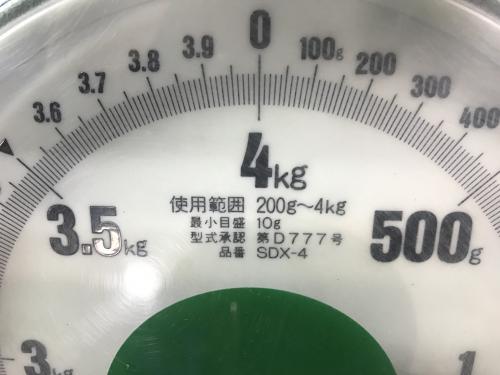 0
3.9
100g
3.8
200
3.7
300
3.6
400
4kg
3.5kg
使用範囲 200g～4kg
最小目盛 10g
型式承認 第D777号
品番 SDX-4
500g
3kg
1